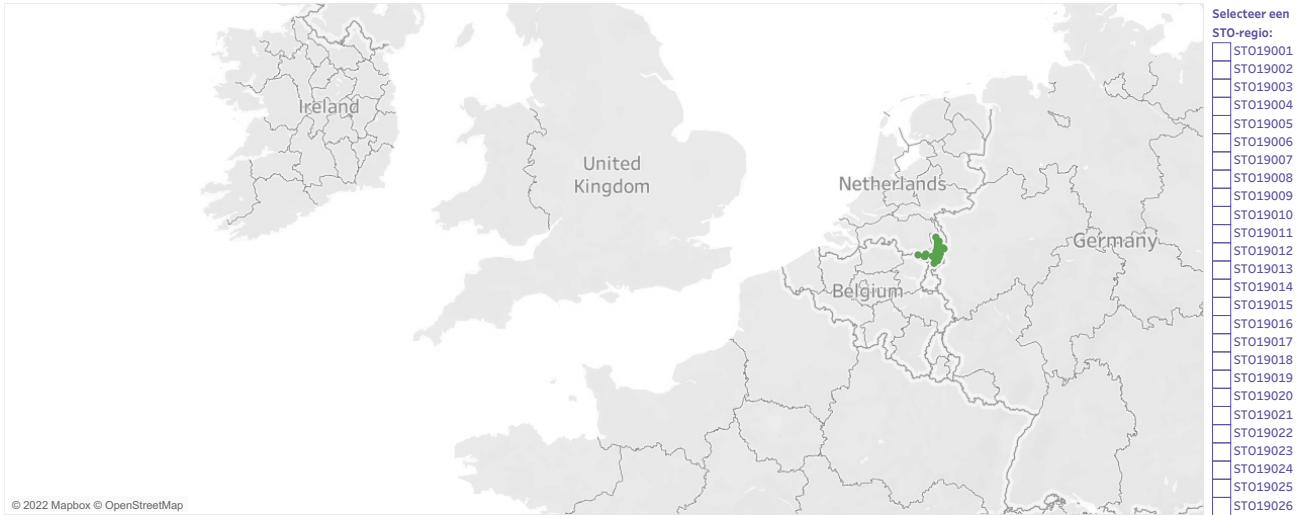 Ireland
United
Kingdom
Netherlands
Belgium
Germany
© 2022 Mapbox © OpenStreetMap
Selecteer een
STO-regio:
STO19001
STO19002
STO19003
STO19004
STO19005
STO19006
STO19007
STO19008
STO19009
STO19010
STO19011
STO19012
STO19013
STO19014
STO19015
STO19016
STO19017
STO19018
STO19019
STO19020
STO19021
STO19022
STO19023
STO19024
STO19025
STO19026